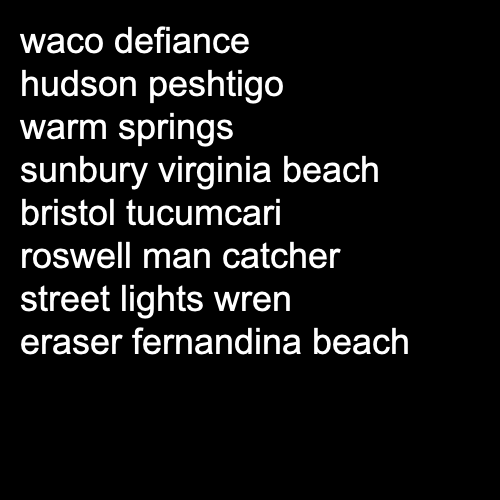 waco defiance
hudson peshtigo
warm springs
sunbury virginia beach
bristol tucumcari
roswell man catcher
street lights wren
eraser fernandina beach